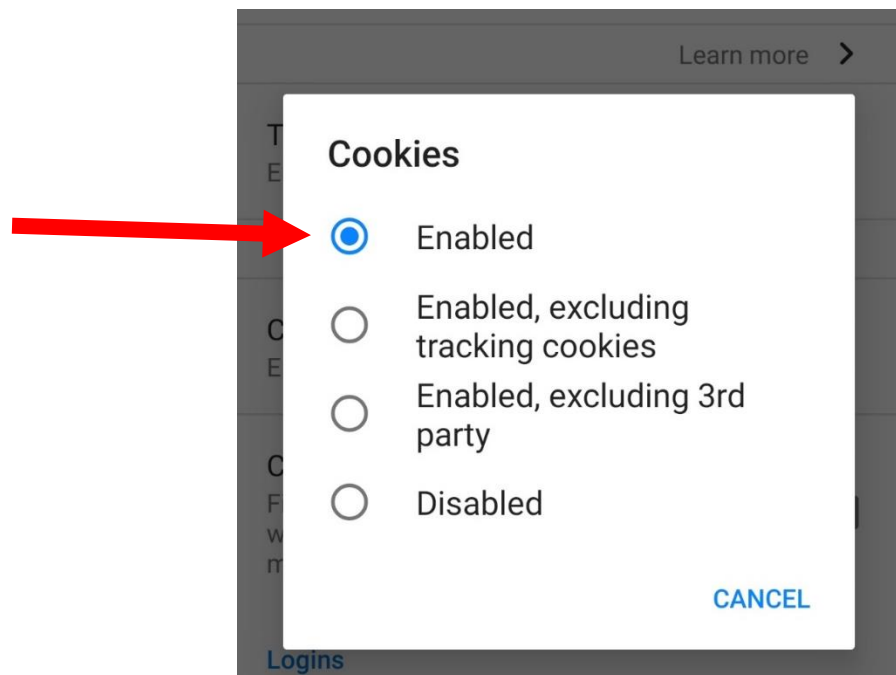 Learn more
Cookies
Enabled
Enabled, excluding
tracking cookies
Enabled, excluding 3rd
party
Disabled
CANCEL
Logins